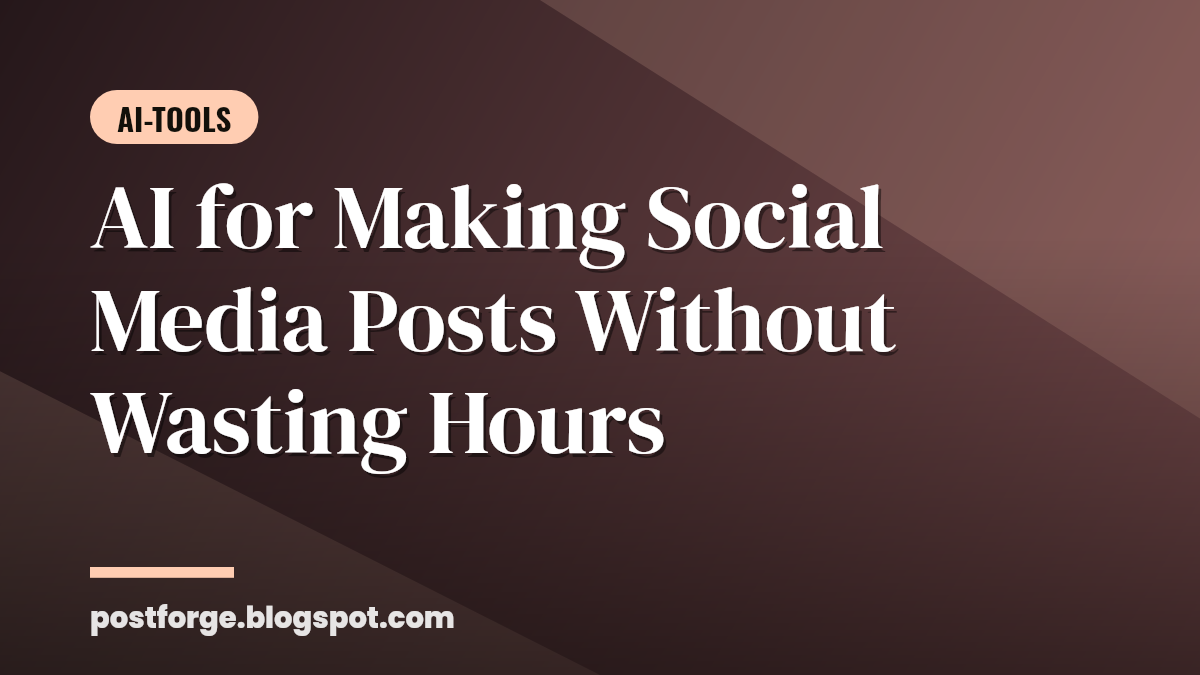 AI-TOOLS
AI for Making Social
Media Posts Without
Wasting Hours
postforge.blogspot.com